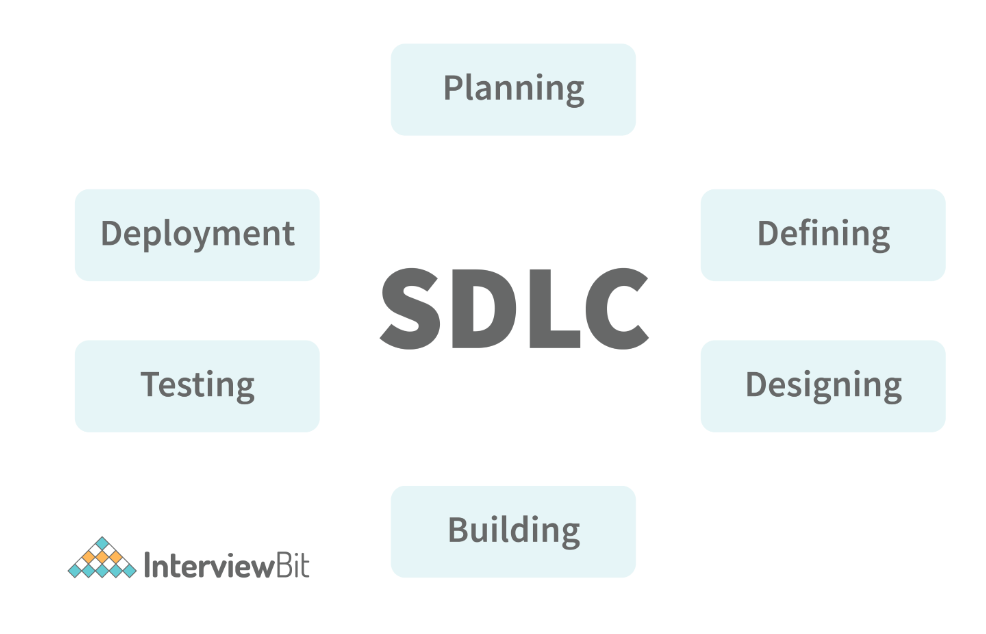 Planning
Deployment
Defining
SDLC
Testing
Designing
Building
InterviewBit